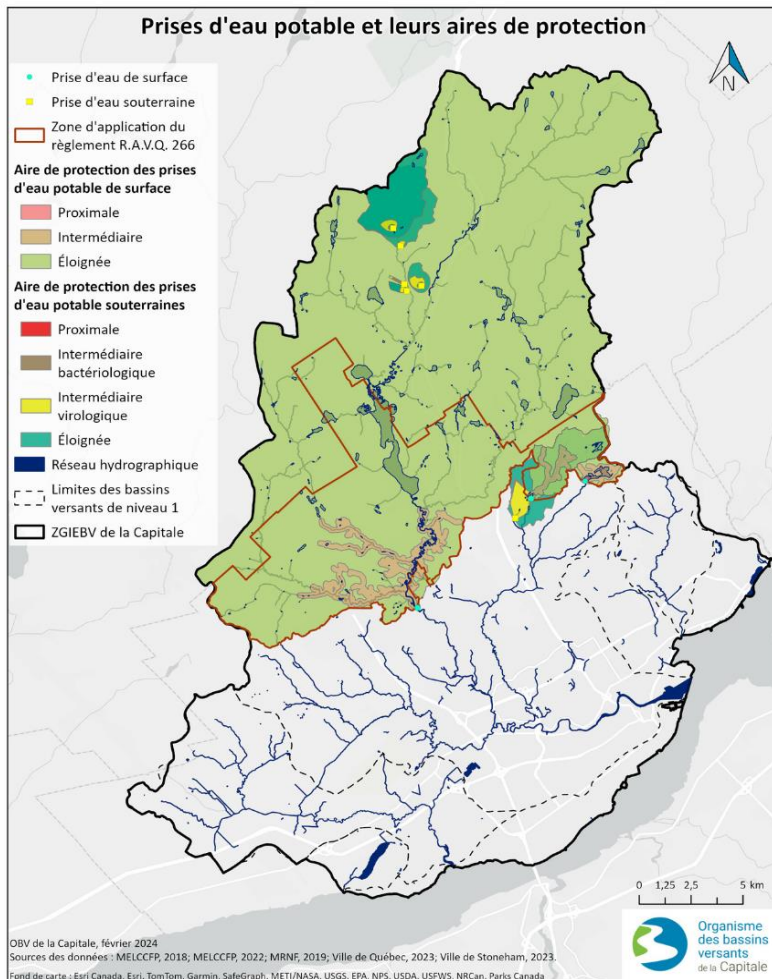 Prises d'eau potable et leurs aires de protection
N
Prise d'eau de surface
Prise d'eau souterraine
Zone d'application du
règlement R.A.V.Q. 266
Aire de protection des prises
d'eau potable de surface
Proximale
Intermédiaire
Éloignée
Aire de protection des prises
d'eau potable souterraines
Proximale
Intermédiaire
bactériologique
Intermédiaire
virologique
Éloignée
Réseau hydrographique
Limites des bassins
versants de niveau 1
ZGIEBV de la Capitale
0 1,25 2,5 5 km
OBV de la Capitale, février 2024
Sources des données : MELCCFP, 2018; MELCCFP, 2022; MRNF, 2019; Ville de Québec, 2023; Ville de Stoneham, 2023.
Fond de carte : Esri Canada, Esri, TomTom, Garmin, SafeGraph, METI/NASA, USGS, EPA, NPS, USDA, USFWS, NRCan, Parks Canada
Organisme
des bassins
versants
de la Capitale